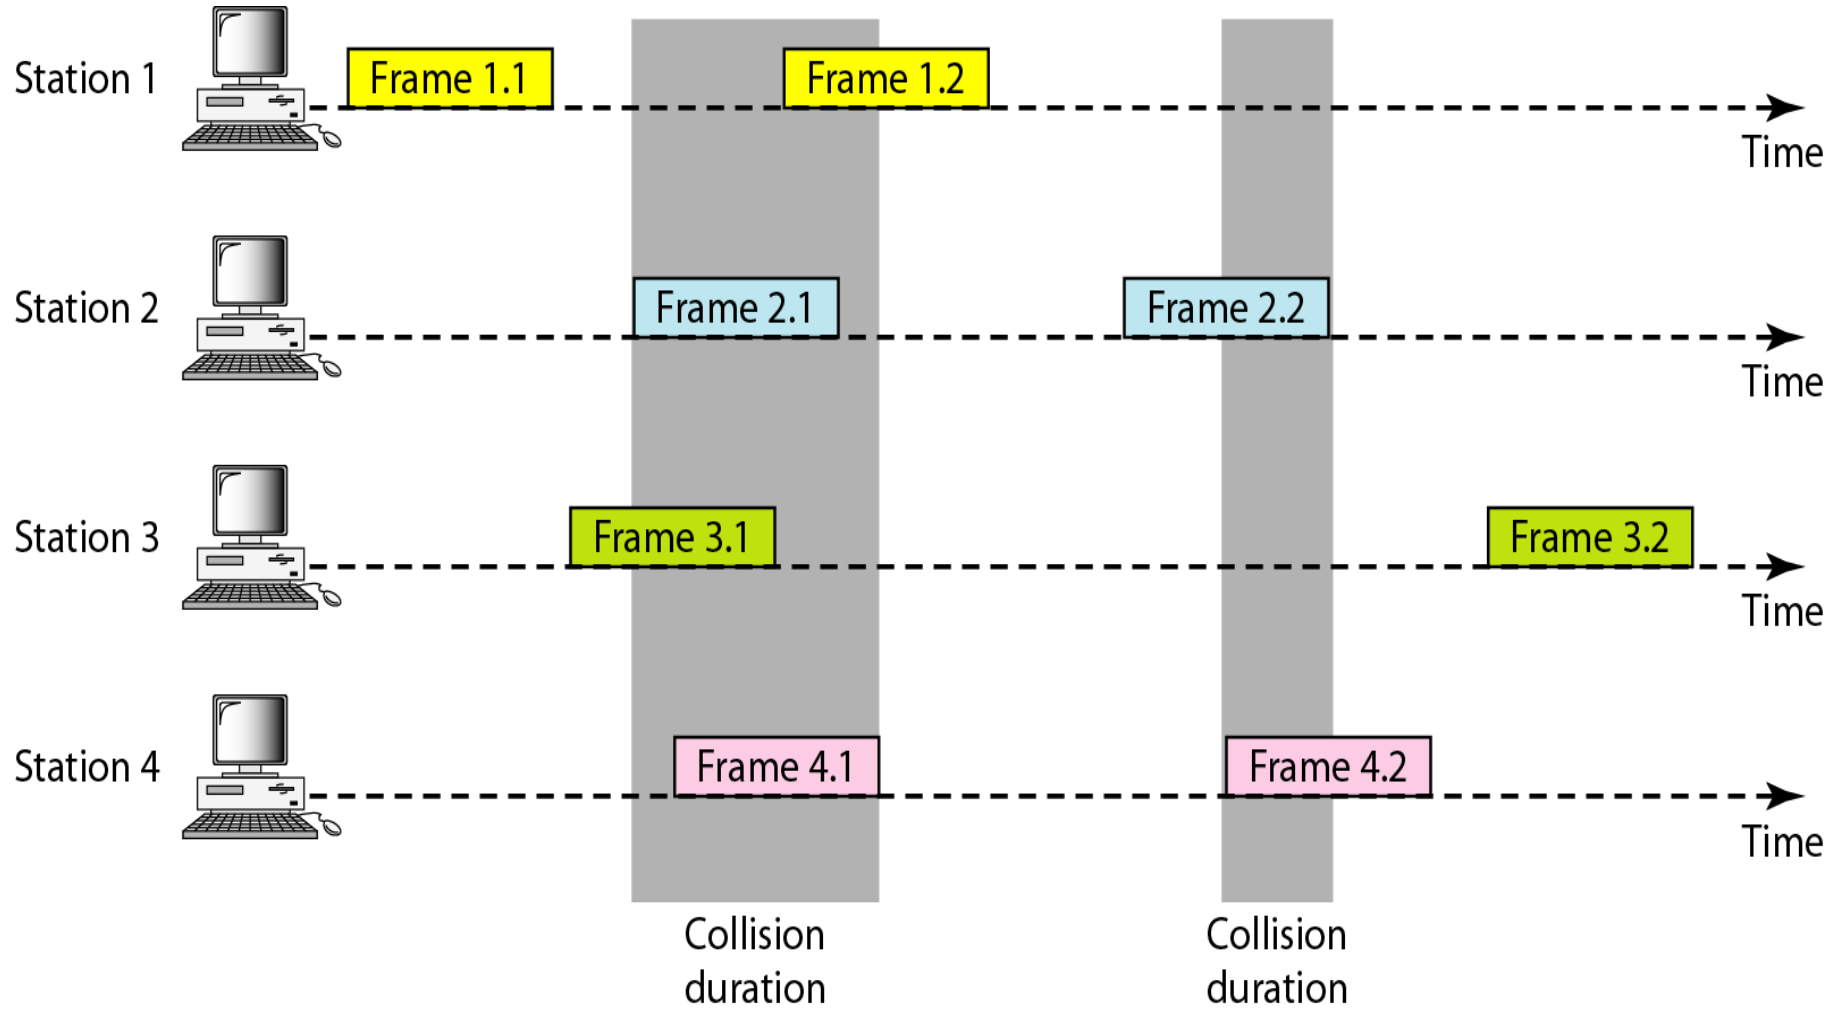 Station 1
Frame 1.1
Frame 1.2
Time
Station 2
Frame 2.1
Frame 2.2
Time
Station 3
Frame 3.1
Frame 3.2
Time
Station 4
Frame 4.1
Frame 4.2
Time
Collision
duration
Collision
duration